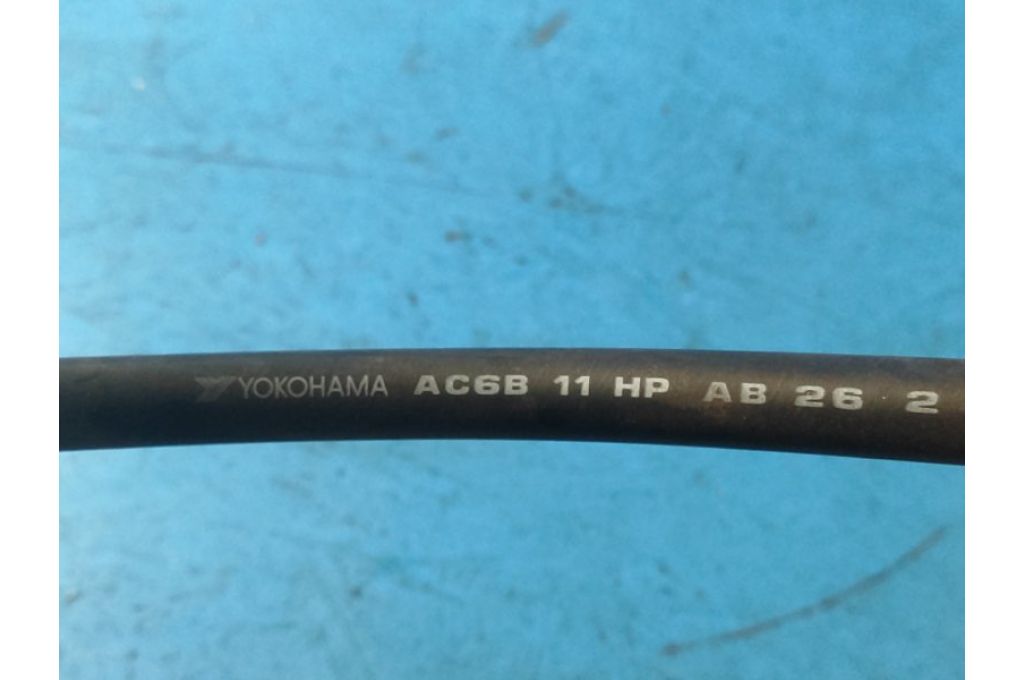 YOKOHAMA AC6B 11 HP AB 26 2